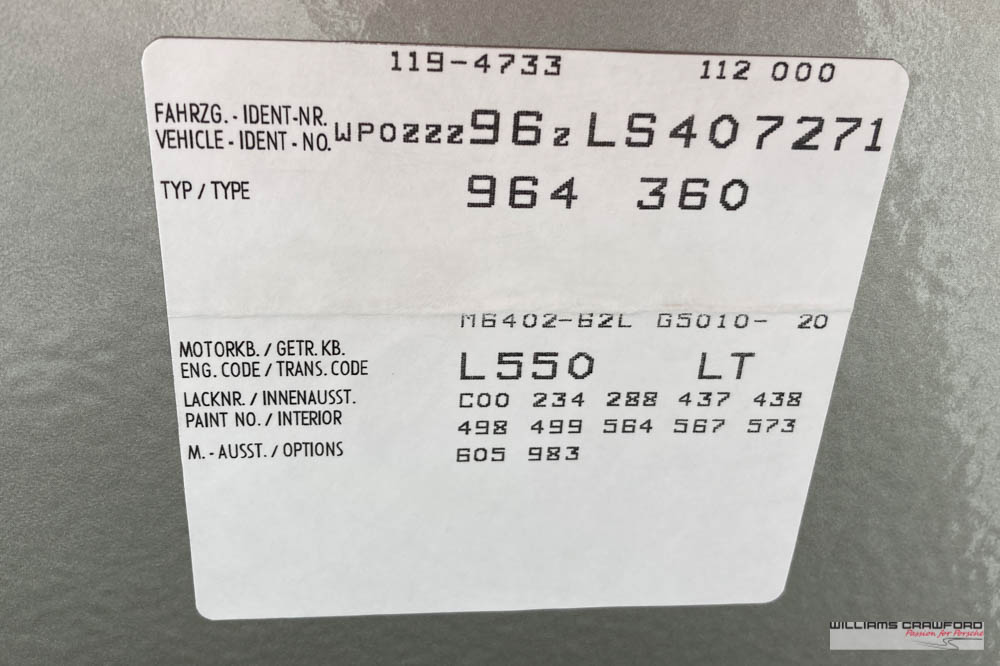 119-4733 112 000
FAHRZG. - IDENT-NR.
VEHICLE - IDENT - NO. WP0ZZZ96ZLS407271
TYP / TYPE 964 360
M6402-62L G5010- 20
MOTORKB. / GETR. KB.
ENG. CODE / TRANS. CODE L550 LT
LACKNR. / INNENAUSST. C00 234 288 437 438
PAINT NO. / INTERIOR 498 499 564 567 573
M. - AUSST. / OPTIONS 605 983
WILLIAMS CRAWFORD
Passion for Porsche